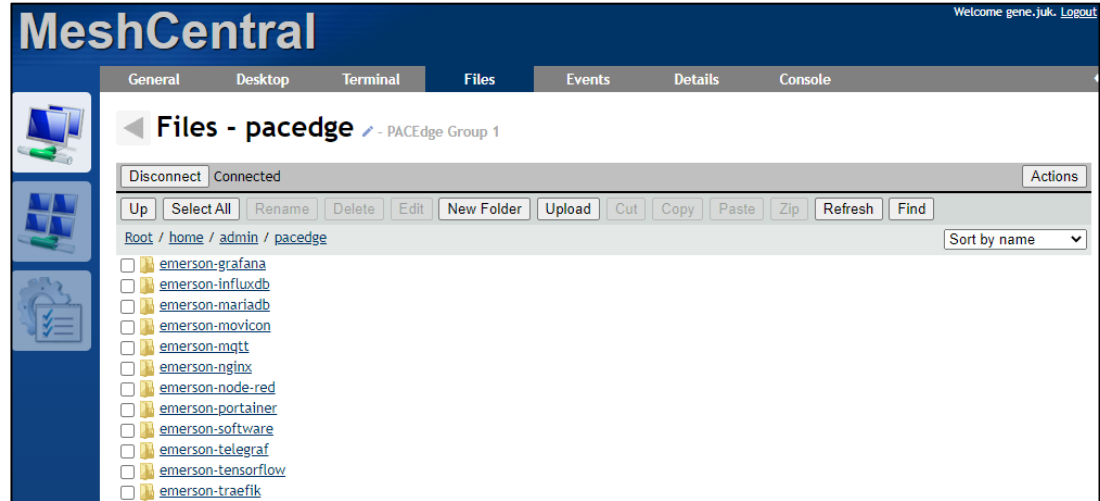 MeshCentral
Welcome gene.juk. Logout
General Desktop Terminal Files Events Details Console
Files - pacedge - PACEdge Group 1
Disconnect Connected Actions
Up Select All Rename Delete Edit New Folder Upload Cut Copy Paste Zip Refresh Find
Root / home / admin / pacedge Sort by name
emerson-grafana
emerson-influxdb
emerson-mariadb
emerson-movicon
emerson-mqtt
emerson-nginx
emerson-node-red
emerson-portainer
emerson-software
emerson-telegraf
emerson-tensorflow
emerson-traefik